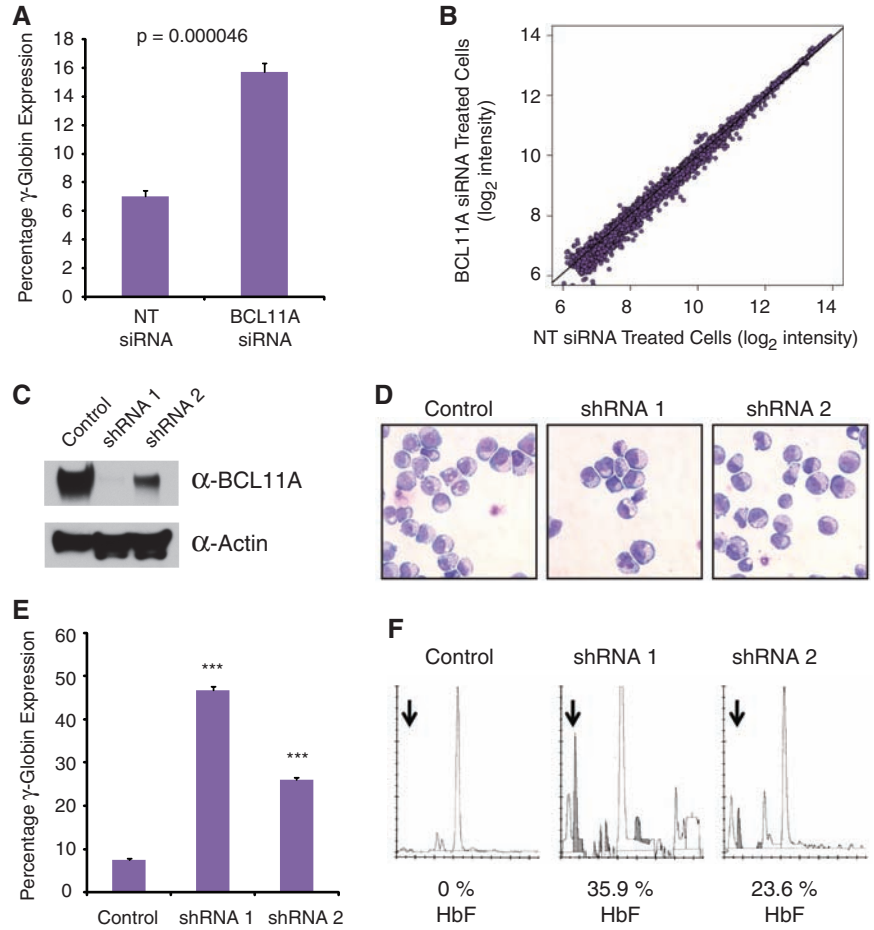 A
p = 0.000046
Percentage γ-Globin Expression
18
16
14
12
10
8
6
4
2
0
NT
siRNA
BCL11A
siRNA
B
BCL11A siRNA Treated Cells
(log2 intensity)
14
12
10
8
6
6
8
10
12
14
NT siRNA Treated Cells (log2 intensity)
C
Control
shRNA 1
shRNA 2
α-BCL11A
α-Actin
D
Control
shRNA 1
shRNA 2
E
Percentage γ-Globin Expression
60
50
40
30
20
10
0
***
***
Control
shRNA 1
shRNA 2
F
Control
shRNA 1
shRNA 2
0 %
HbF
35.9 %
HbF
23.6 %
HbF